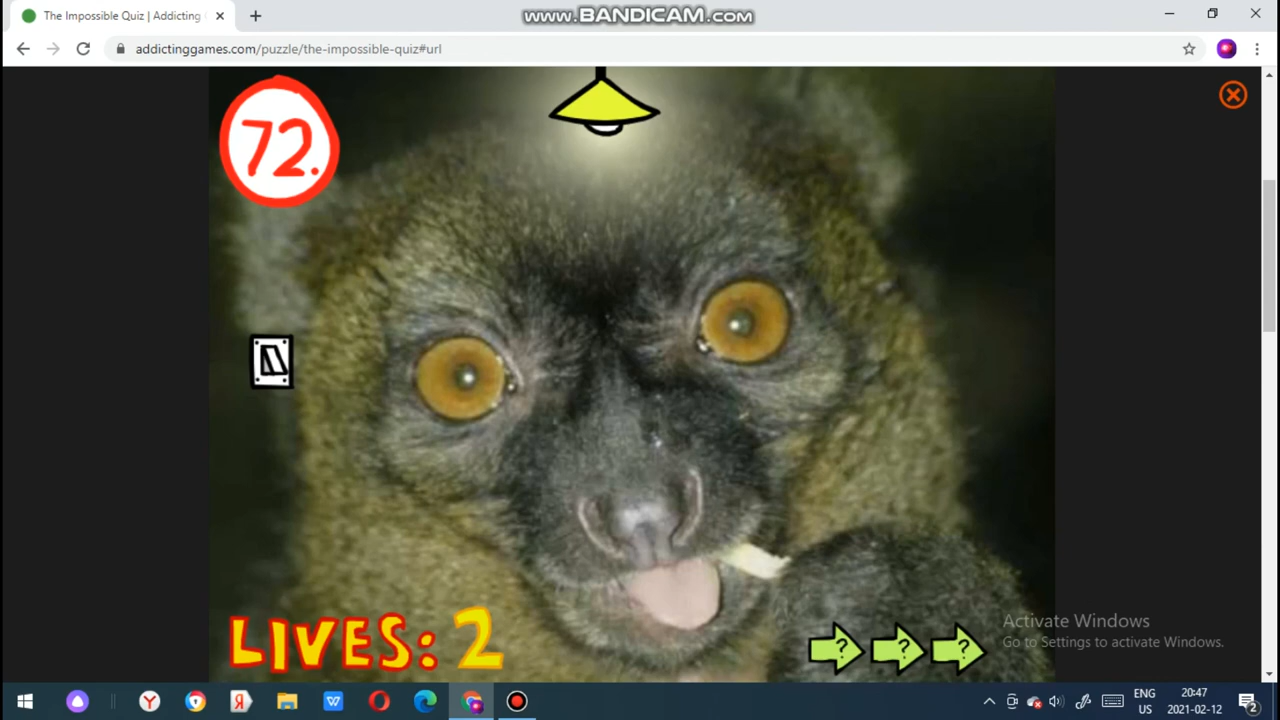 The Impossible Quiz | Addicting
www.BANDICAM.com
addictinggames.com/puzzle/the-impossible-quiz#url
72.
LIVES: 2
? ? ?
Activate Windows
Go to Settings to activate Windows.
ENG
US
20:47
2021-02-12
2